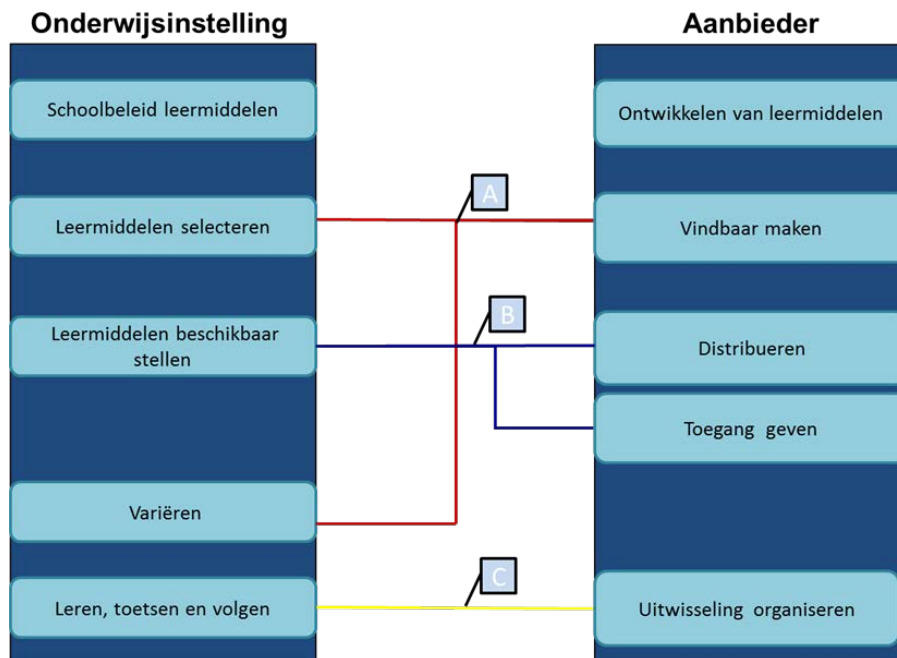 Onderwijsinstelling
Aanbieder
Schoolbeleid leermiddelen
Ontwikkelen van leermiddelen
A
Leermiddelen selecteren
Vindbaar maken
B
Leermiddelen beschikbaar
stellen
Distribueren
Toegang geven
Variëren
C
Leren, toetsen en volgen
Uitwisseling organiseren